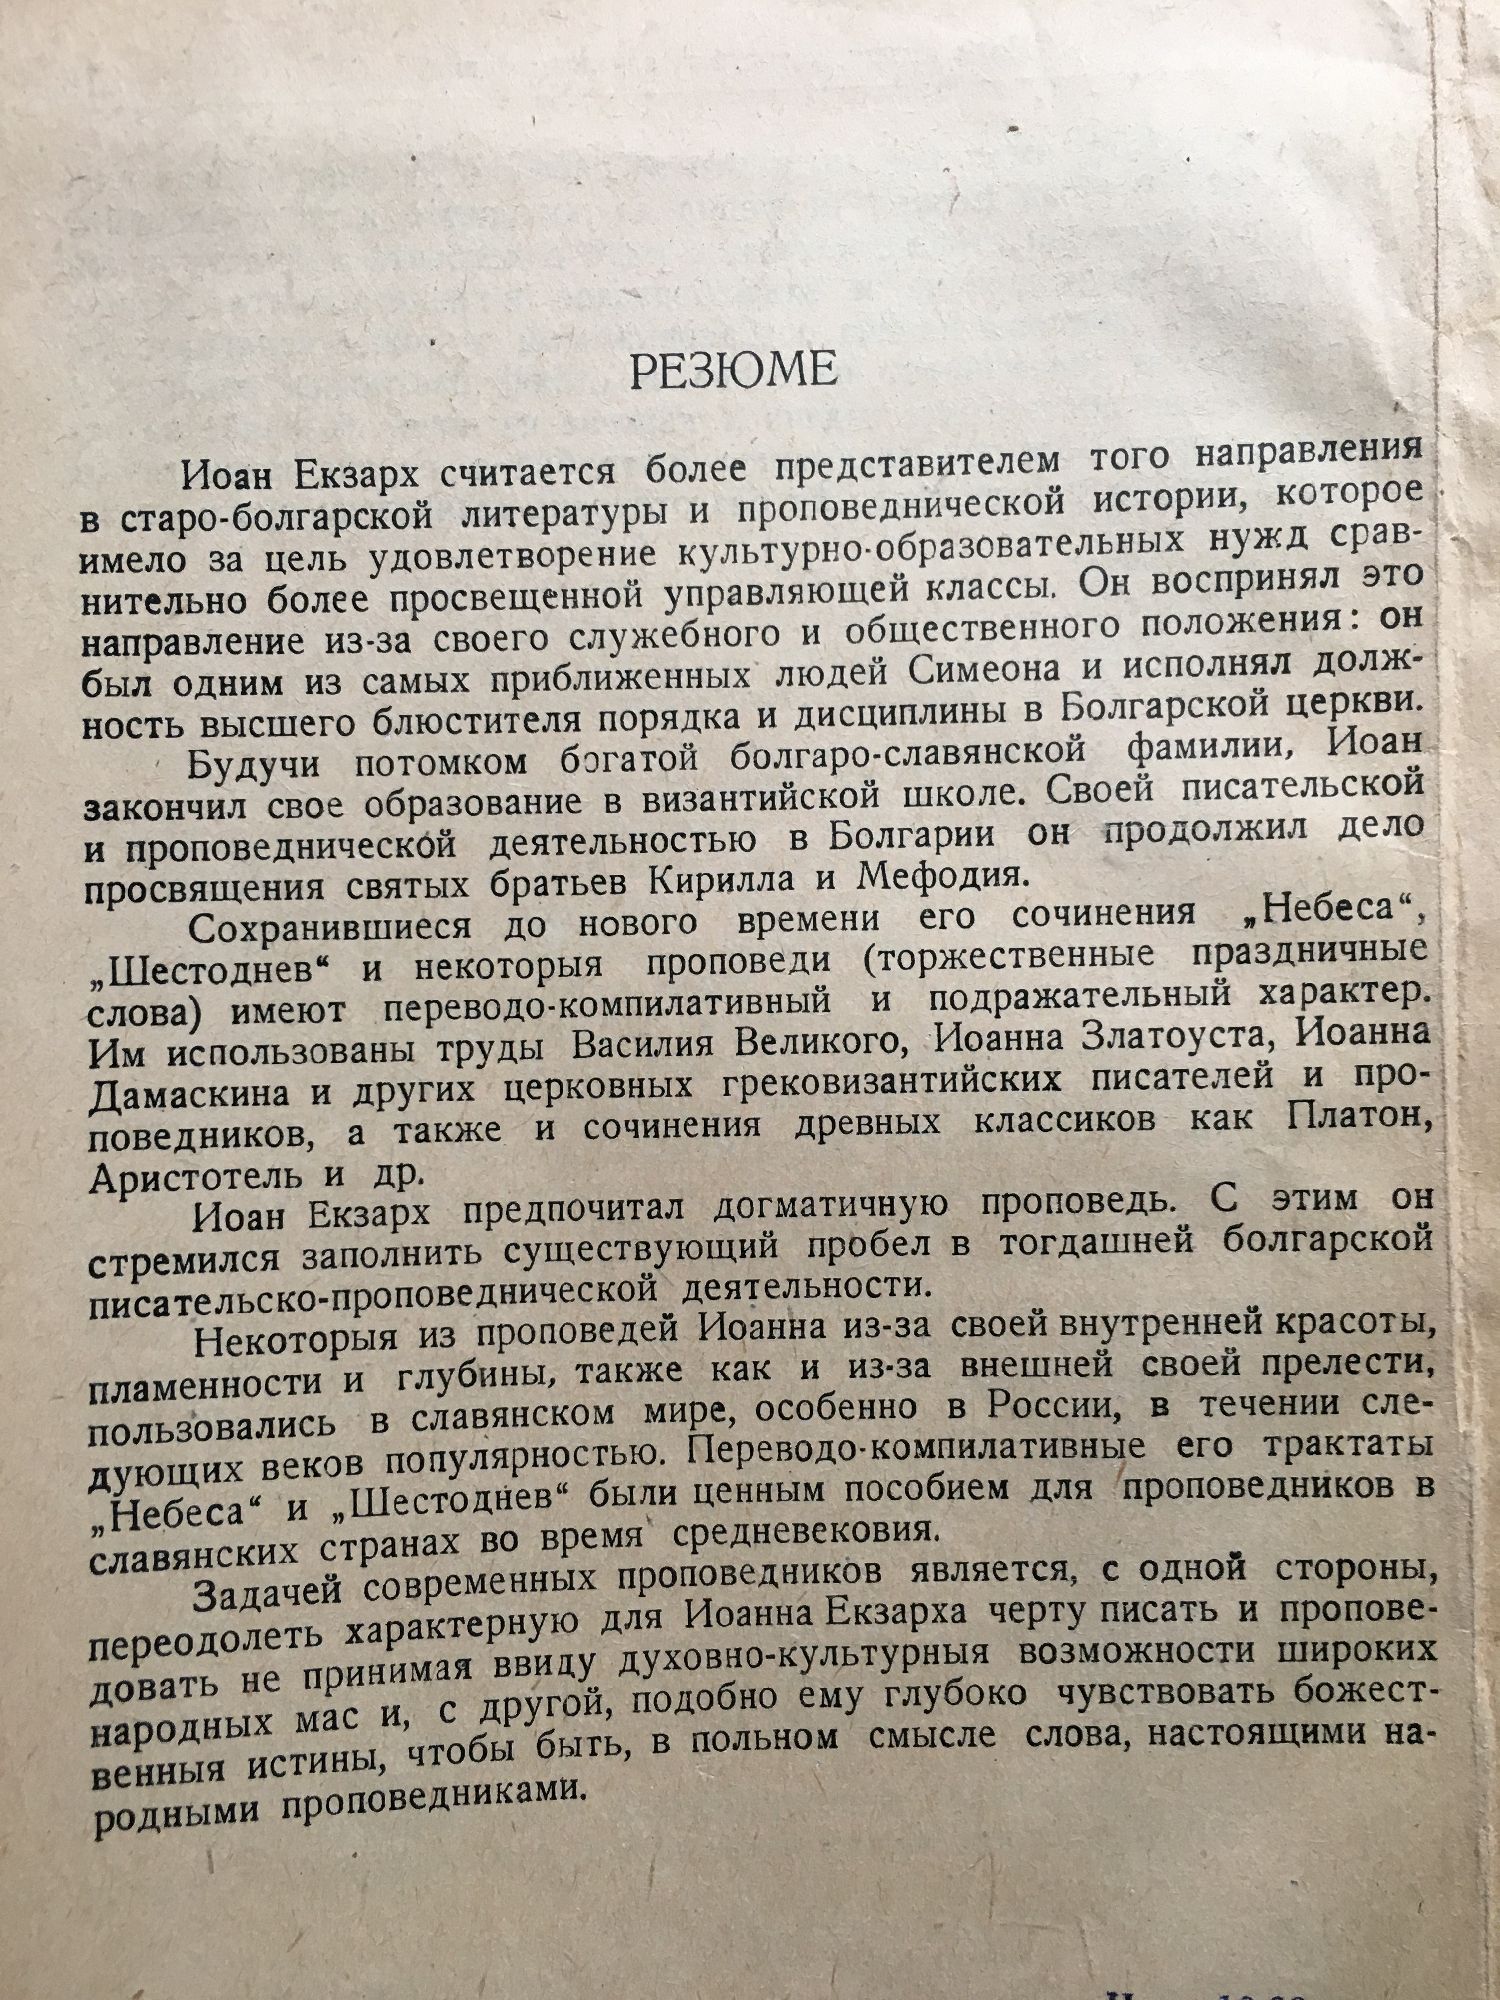 РЕЗЮМЕ
Иоан Екзарх считается более представителем того направления
в старо-болгарской литературы и проповеднической истории, которое
имело за цель удовлетворение культурно-образовательных нужд срав-
нительно более просвещенной управляющей классы. Он воспринял это
направление из-за своего служебного и общественного положения: он
был одним из самых приближенных людей Симеона и исполнял долж-
ность высшего блюстителя порядка и дисциплины в Болгарской церкви.
Будучи потомком богатой болгаро-славянской фамилии, Иоан
закончил свое образование в византийской школе. Своей писательской
и проповеднической деятельностью в Болгарии он продолжил дело
просвящения святых братьев Кирилла и Мефодия.
Сохранившиеся до нового времени его сочинения „Небеса“,
„Шестоднев“ и некоторыя проповеди (торжественные праздничные
слова) имеют переводо-компилативный и подражательный характер.
Им использованы труды Василия Великого, Иоанна Златоуста, Иоанна
Дамаскина и других церковных грековизантийских писателей и про-
поведников, а также и сочинения древных классиков как Платон,
Аристотель и др.
Иоан Екзарх предпочитал догматичную проповедь. С этим он
стремился заполнить существующий пробел в тогдашней болгарской
писательско-проповеднической деятельности.
Некоторыя из проповедей Иоанна из-за своей внутренней красоты,
пламенности и глубины, также как и из-за внешней своей прелести,
пользовались в славянском мире, особенно в России, в течении сле-
дующих веков популярностью. Переводо-компилативные его трактаты
„Небеса“ и „Шестоднев“ были ценным пособием для проповедников в
славянских странах во время средневековия.
Задачей современных проповедников является, с одной стороны,
переодолеть характерную для Иоанна Екзарха черту писать и пропове-
довать не принимая ввиду духовно-культурныя возможности широких
народных мас и, с другой, подобно ему глубоко чувствовать божест-
венныя истины, чтобы быть, в польном смысле слова, настоящими на-
родными проповедниками.